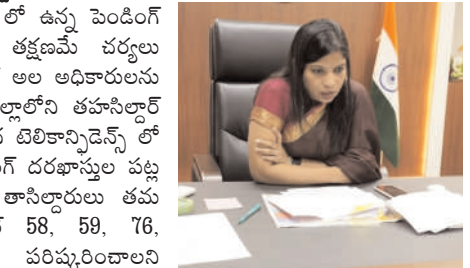 లో ఉన్న పెండింగ్
తక్షణమే చర్యలు
అల అధికారులను
ల్లాలోని తహసిల్దార్
టెలికాన్ఫిడెన్స్ లో
గ్ దరఖాస్తుల పట్ల
తాసిల్దారులు తమ
58, 59, 76,
పరిష్కరించాలని